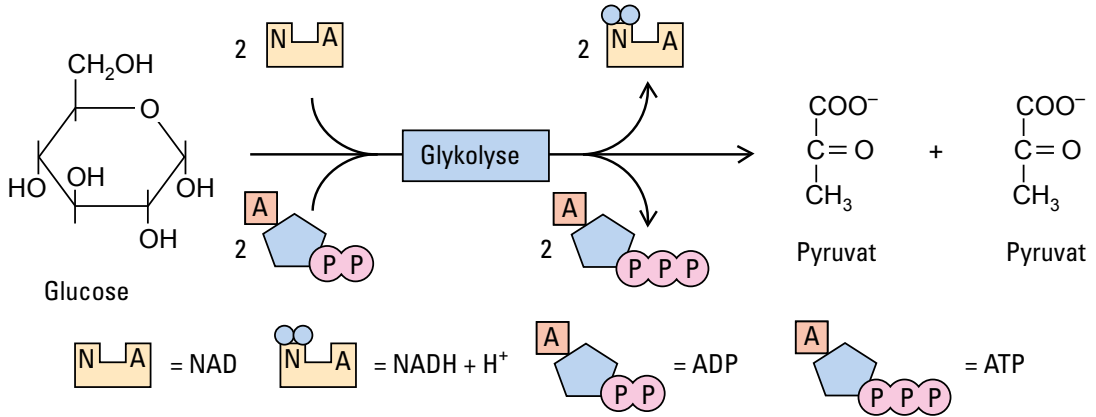 2 N A
2 N A
CH₂OH
O
HO
OH
OH
OH
Glucose
Glykolyse
A
2 P P
A
2 P P P
COO⁻
C=O
CH₃
Pyruvat
+
COO⁻
C=O
CH₃
Pyruvat
N A = NAD
N A = NADH + H⁺
A
P P = ADP
A
P P P = ATP